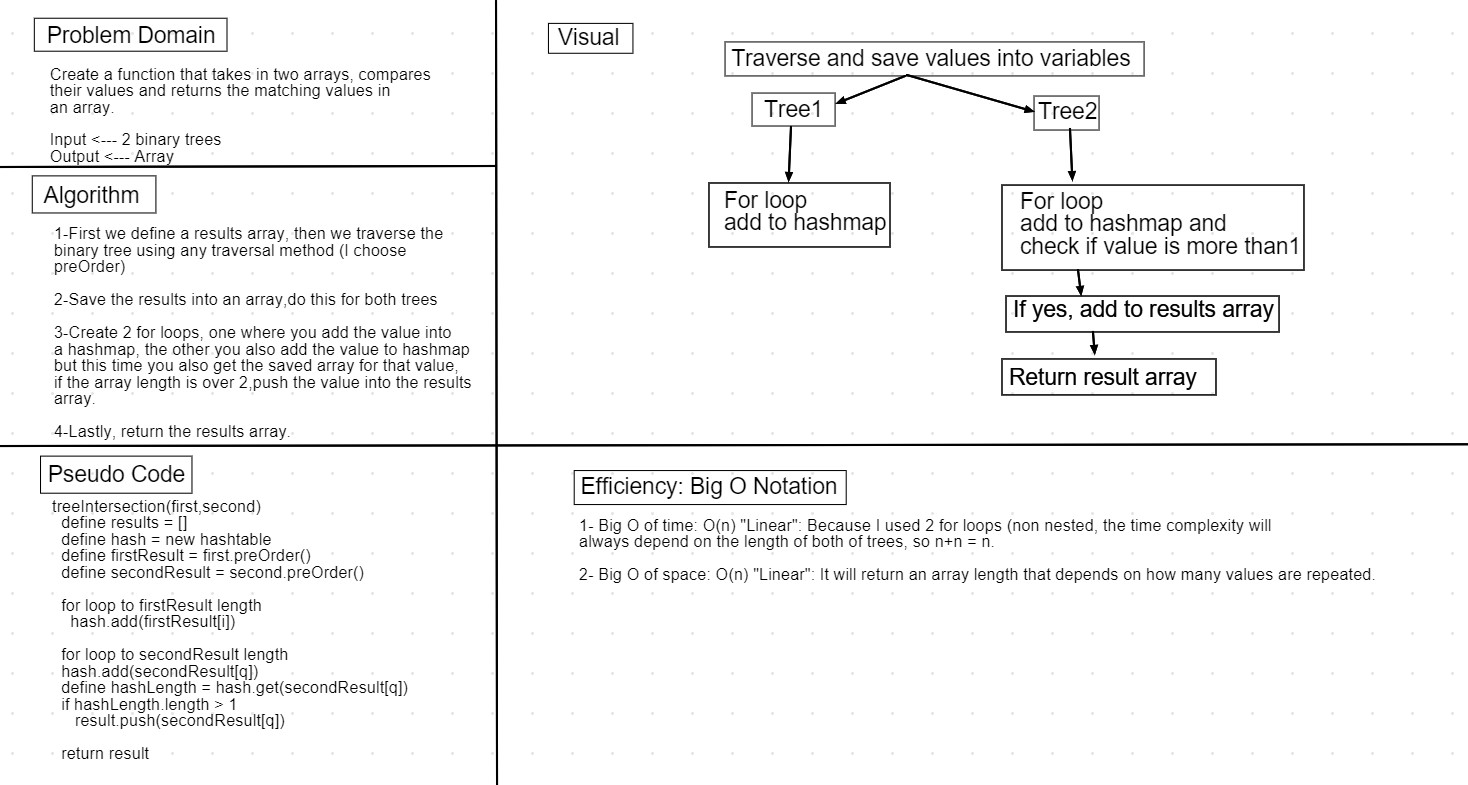 Problem Domain
Create a function that takes in two arrays, compares
their values and returns the matching values in
an array.
Input <--- 2 binary trees
Output <--- Array
Algorithm
1-First we define a results array, then we traverse the
binary tree using any traversal method (I choose
preOrder)
2-Save the results into an array,do this for both trees
3-Create 2 for loops, one where you add the value into
a hashmap, the other you also add the value to hashmap
but this time you also get the saved array for that value,
if the array length is over 2,push the value into the results
array.
4-Lastly, return the results array.
Pseudo Code
treeIntersection(first,second)
define results = []
define hash = new hashtable
define firstResult = first.preOrder()
define secondResult = second.preOrder()
for loop to firstResult length
hash.add(firstResult[i])
for loop to secondResult length
hash.add(secondResult[q])
define hashLength = hash.get(secondResult[q])
if hashLength.length > 1
result.push(secondResult[q])
return result
Visual
Traverse and save values into variables
Tree1
Tree2
For loop
add to hashmap
For loop
add to hashmap and
check if value is more than1
If yes, add to results array
Return result array
Efficiency: Big O Notation
1- Big O of time: O(n) "Linear": Because I used 2 for loops (non nested, the time complexity will
always depend on the length of both of trees, so n+n = n.
2- Big O of space: O(n) "Linear": It will return an array length that depends on how many values are repeated.